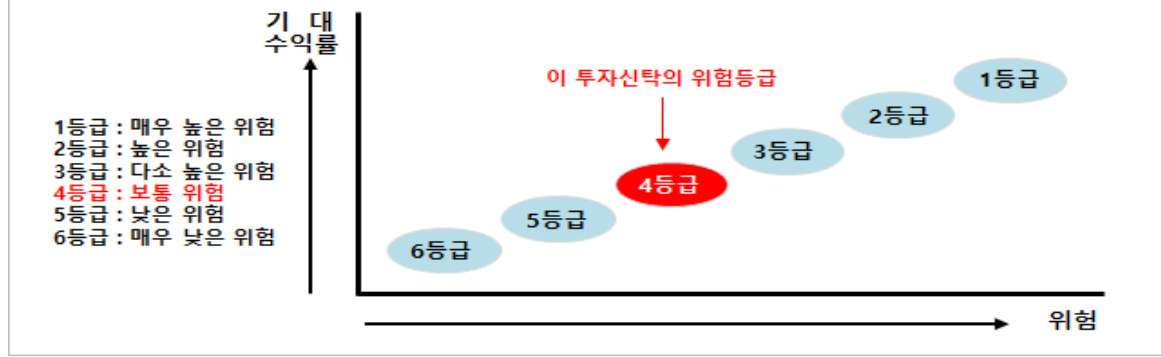 기 대
수익률
이 투자신탁의 위험등급
1등급 : 매우 높은 위험
2등급 : 높은 위험
3등급 : 다소 높은 위험
4등급 : 보통 위험
5등급 : 낮은 위험
6등급 : 매우 낮은 위험
1등급
2등급
3등급
4등급
5등급
6등급
위험